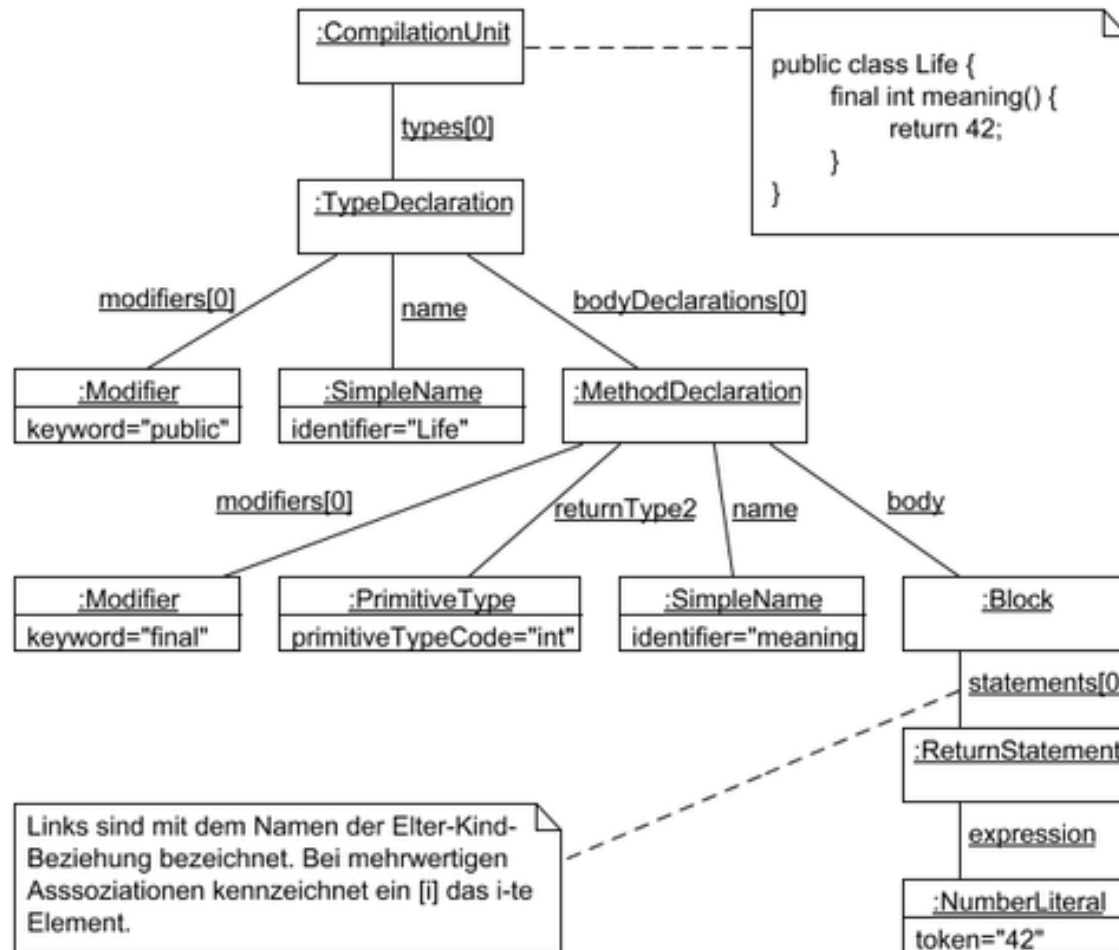 :CompilationUnit
public class Life {
final int meaning() {
return 42;
}
}
types[0]
:TypeDeclaration
modifiers[0]
name
bodyDeclarations[0]
:Modifier
keyword="public"
:SimpleName
identifier="Life"
:MethodDeclaration
modifiers[0]
returnType2
name
body
:Modifier
keyword="final"
:PrimitiveType
primitiveTypeCode="int"
:SimpleName
identifier="meaning
:Block
statements[0
:ReturnStatement
expression
:NumberLiteral
token="42"
Links sind mit dem Namen der Elter-Kind-
Beziehung bezeichnet. Bei mehrwertigen
Asssoziationen kennzeichnet ein [i] das i-te
Element.